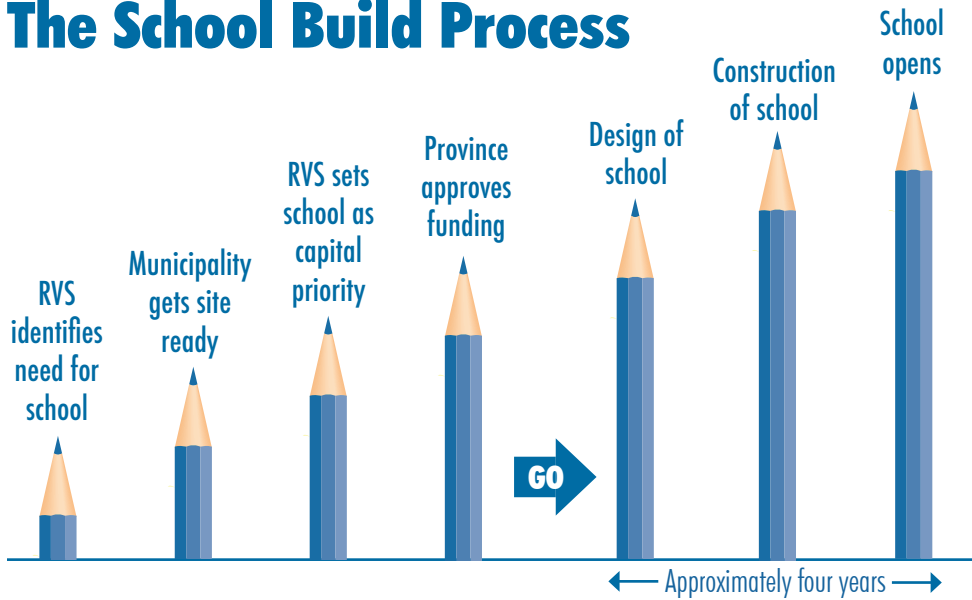 The School Build Process
RVS
identifies
need for
school
Municipality
gets site
ready
RVS sets
school as
capital
priority
Province
approves
funding
GO
Design of
school
Construction
of school
School
opens
Approximately four years